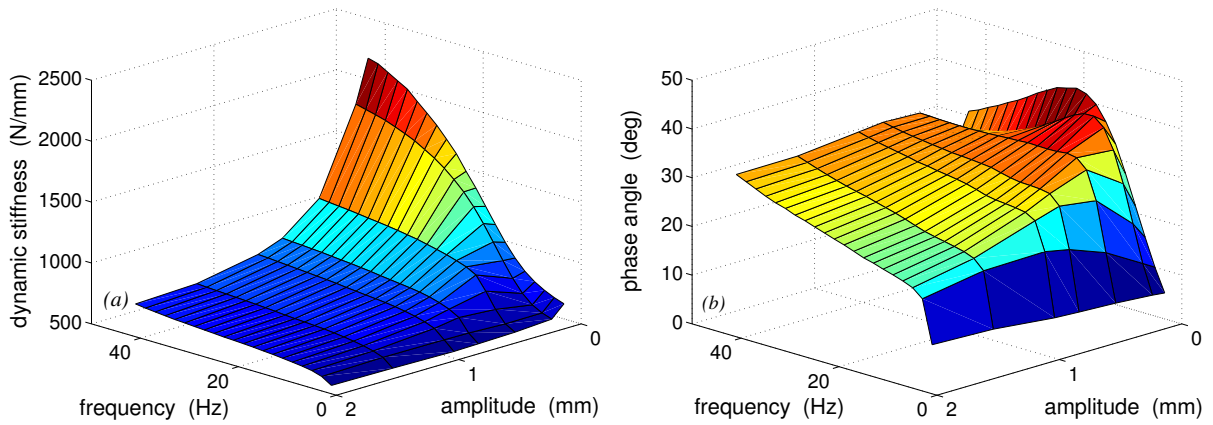 dynamic stiffness (N/mm)
2500
2000
1500
1000
500
(a)
40
20
0
frequency (Hz)
2
1
0
amplitude (mm)
phase angle (deg)
50
40
30
20
10
0
(b)
40
20
0
frequency (Hz)
2
1
0
amplitude (mm)